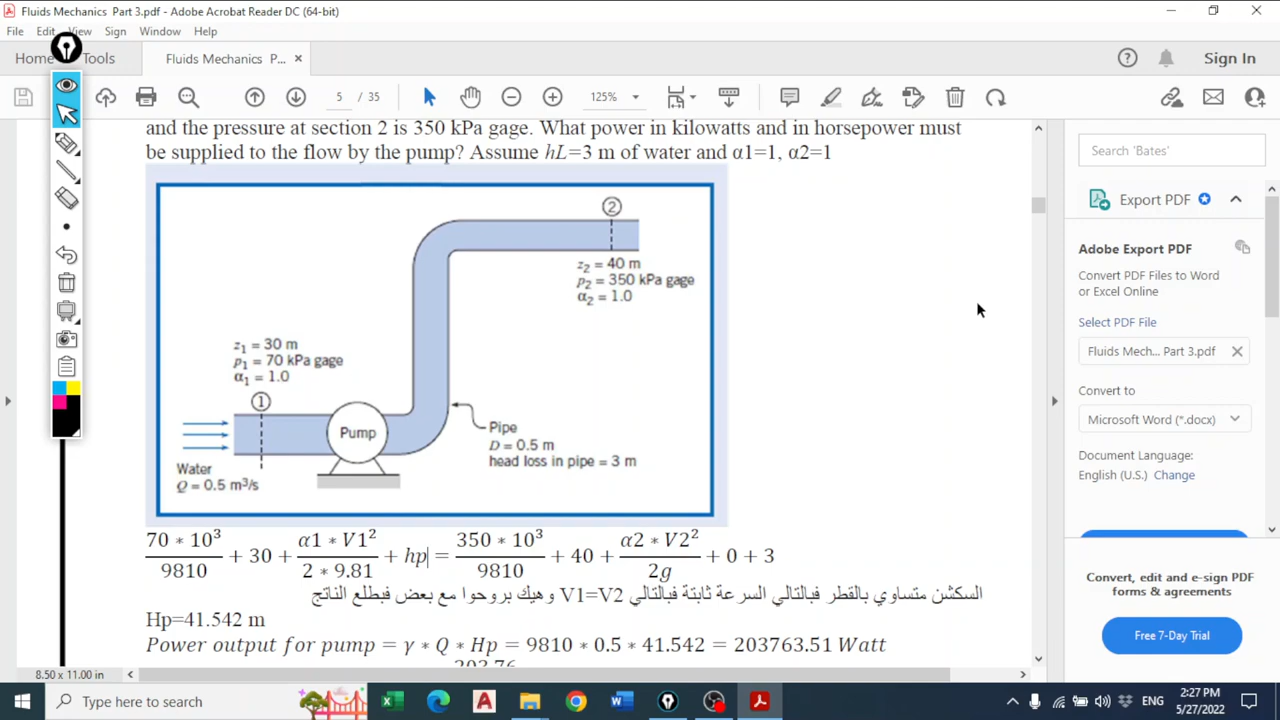 Fluids Mechanics Part 3.pdf - Adobe Acrobat Reader DC (64-bit)
File Edit View Sign Window Help
Home Tools Fluids Mechanics P... Sign In
5 / 35 125%
and the pressure at section 2 is 350 kPa gage. What power in kilowatts and in horsepower must
be supplied to the flow by the pump? Assume hL=3 m of water and α1=1, α2=1
2
z2 = 40 m
p2 = 350 kPa gage
α2 = 1.0
z1 = 30 m
p1 = 70 kPa gage
α1 = 1.0
1
Pump
Pipe
D = 0.5 m
head loss in pipe = 3 m
Water
Q = 0.5 m³/s
70 ∗ 10³/9810 + 30 + α1 ∗ V1²/2 ∗ 9.81 + hp = 350 ∗ 10³/9810 + 40 + α2 ∗ V2²/2g + 0 + 3
السكشن متساوي بالقطر فبالتالي السرعة ثابتة فبالتالي V1=V2 وهيك بروحوا مع بعض فبطلع الناتج
Hp=41.542 m
Power output for pump = γ ∗ Q ∗ Hp = 9810 ∗ 0.5 ∗ 41.542 = 203763.51 Watt
203.76
8.50 x 11.00 in
Search 'Bates'
Export PDF
Adobe Export PDF
Convert PDF Files to Word
or Excel Online
Select PDF File
Fluids Mech... Part 3.pdf
Convert to
Microsoft Word (*.docx)
Document Language:
English (U.S.) Change
Convert, edit and e-sign PDF
forms & agreements
Free 7-Day Trial
Type here to search
ENG
2:27 PM
5/27/2022